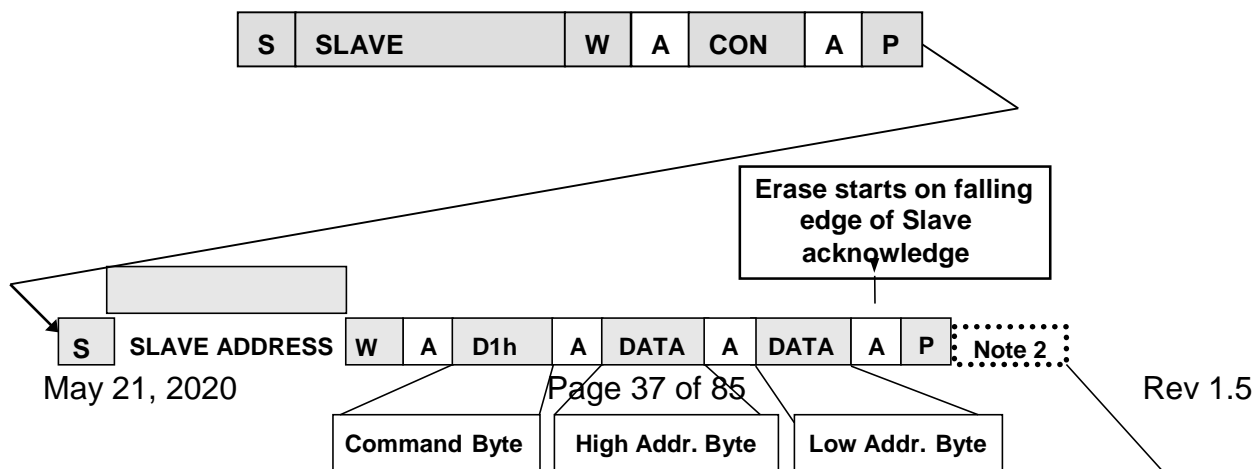 S SLAVE W A CON A P
Erase starts on falling
edge of Slave
acknowledge
S SLAVE ADDRESS W A D1h A DATA A DATA A P Note 2
May 21, 2020 Page 37 of 85 Rev 1.5
Command Byte High Addr. Byte Low Addr. Byte